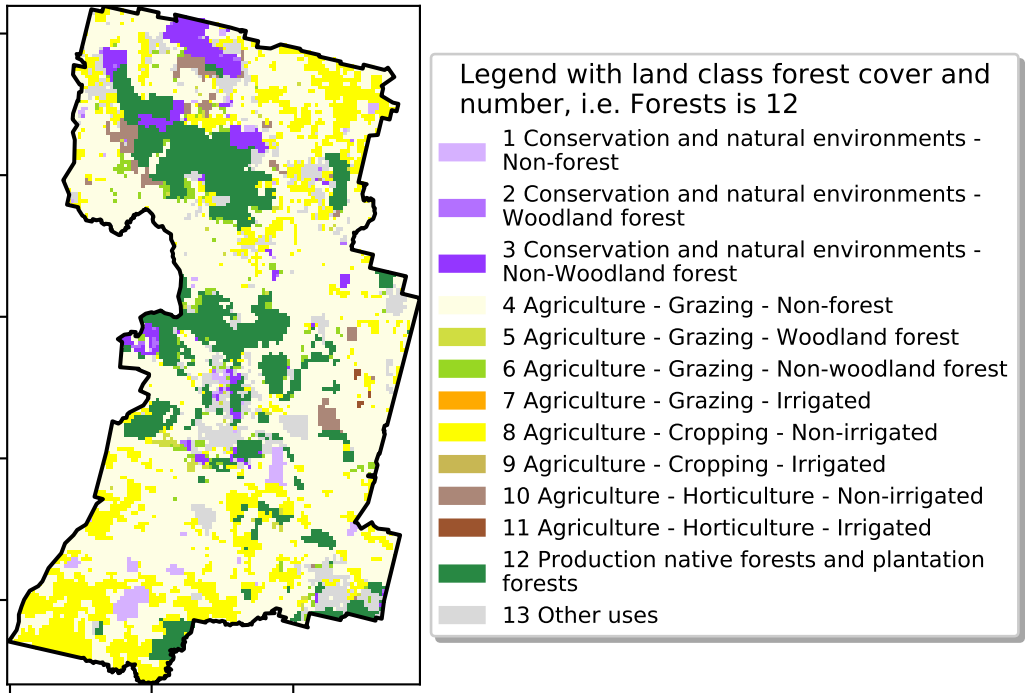 Legend with land class forest cover and
number, i.e. Forests is 12
1 Conservation and natural environments -
Non-forest
2 Conservation and natural environments -
Woodland forest
3 Conservation and natural environments -
Non-Woodland forest
4 Agriculture - Grazing - Non-forest
5 Agriculture - Grazing - Woodland forest
6 Agriculture - Grazing - Non-woodland forest
7 Agriculture - Grazing - Irrigated
8 Agriculture - Cropping - Non-irrigated
9 Agriculture - Cropping - Irrigated
10 Agriculture - Horticulture - Non-irrigated
11 Agriculture - Horticulture - Irrigated
12 Production native forests and plantation
forests
13 Other uses